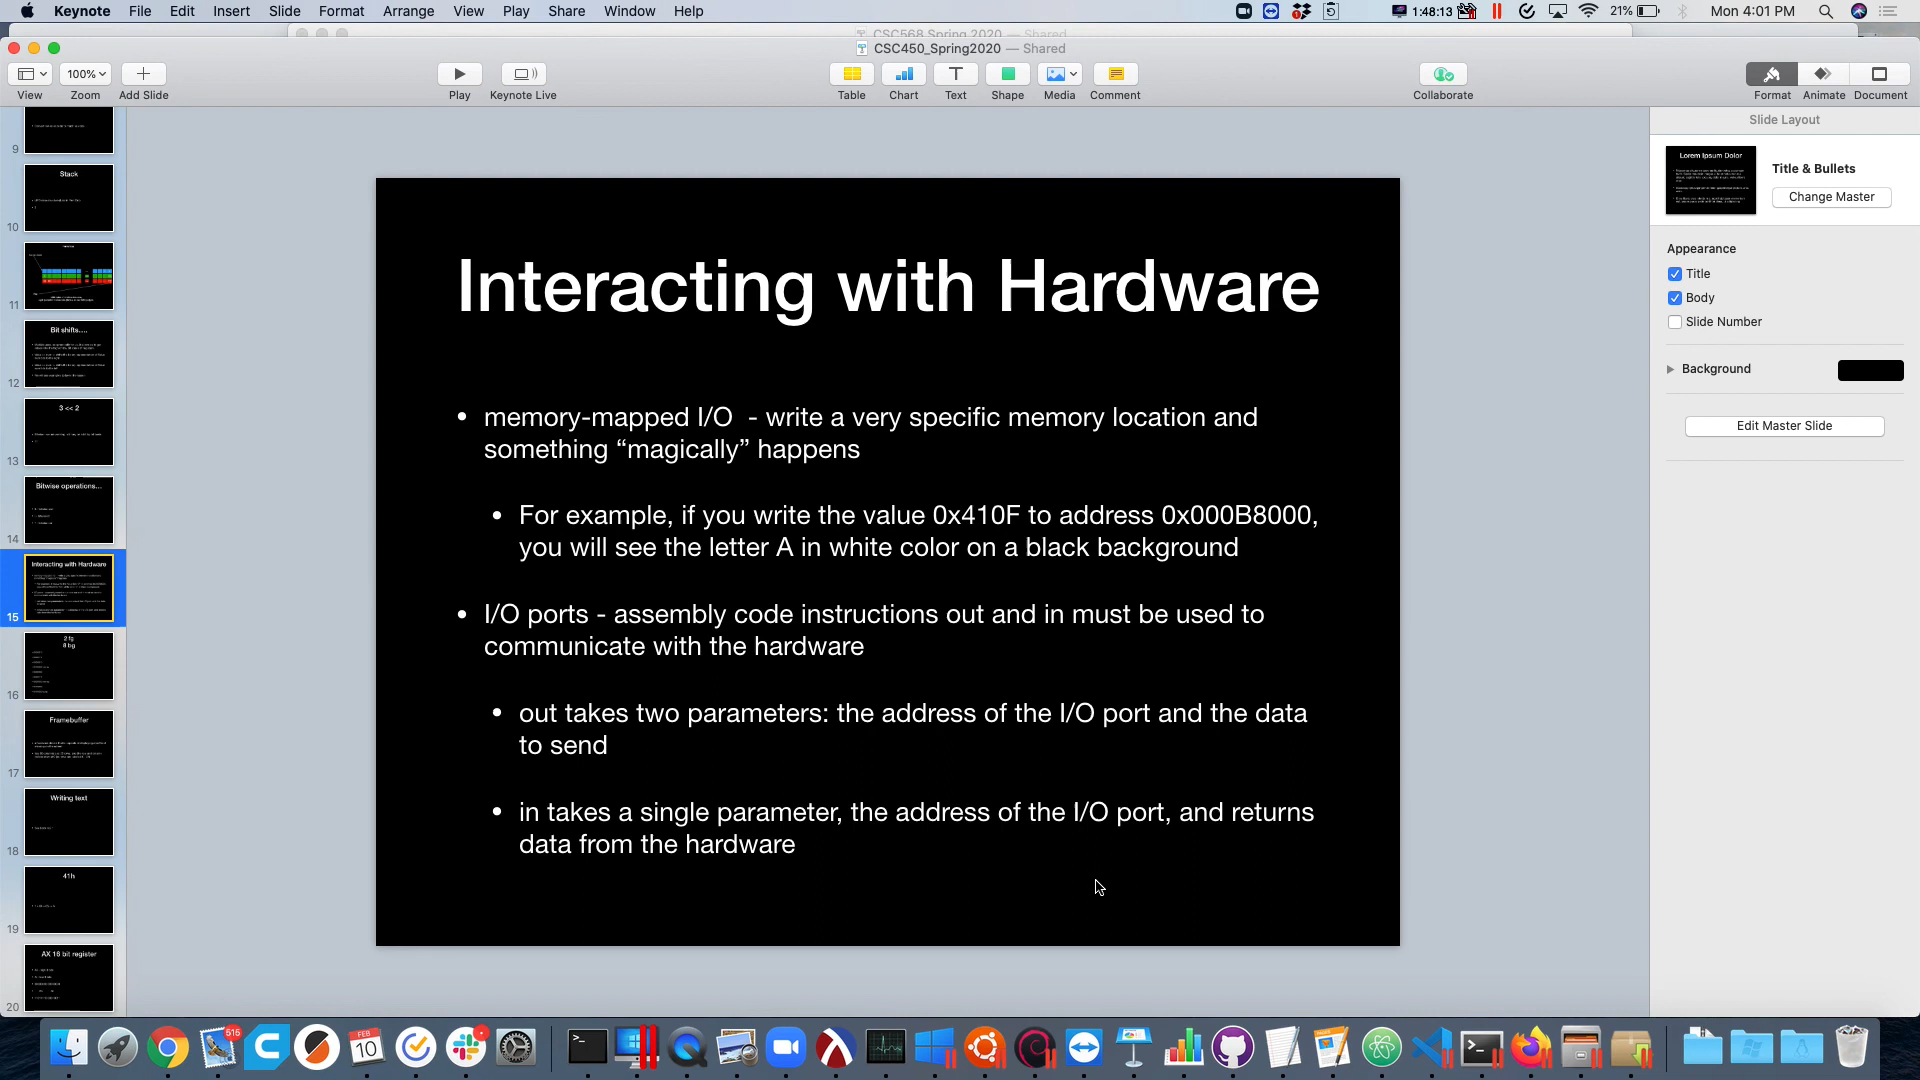 Keynote File Edit Insert Slide Format Arrange View Play Share Window Help 1:48:13 21% Mon 4:01 PM
CSC568 Spring 2020 — Shared
CSC450_Spring2020 — Shared
100%
View Zoom Add Slide Play Keynote Live Table Chart Text Shape Media Comment Collaborate Format Animate Document
Slide Layout
Lorem Ipsum Dolor
Title & Bullets
Change Master
Appearance
Title
Body
Slide Number
Background
Edit Master Slide
9
Stack
10
11
Bit shifts....
12
3 << 2
13
Bitwise operations...
14
Interacting with Hardware
15
2 fg
8 bg
16
Framebuffer
17
Writing text
18
41h
19
AX 16 bit register
20
Interacting with Hardware
• memory-mapped I/O - write a very specific memory location and
something “magically” happens
• For example, if you write the value 0x410F to address 0x000B8000,
you will see the letter A in white color on a black background
• I/O ports - assembly code instructions out and in must be used to
communicate with the hardware
• out takes two parameters: the address of the I/O port and the data
to send
• in takes a single parameter, the address of the I/O port, and returns
data from the hardware
516
FEB
10